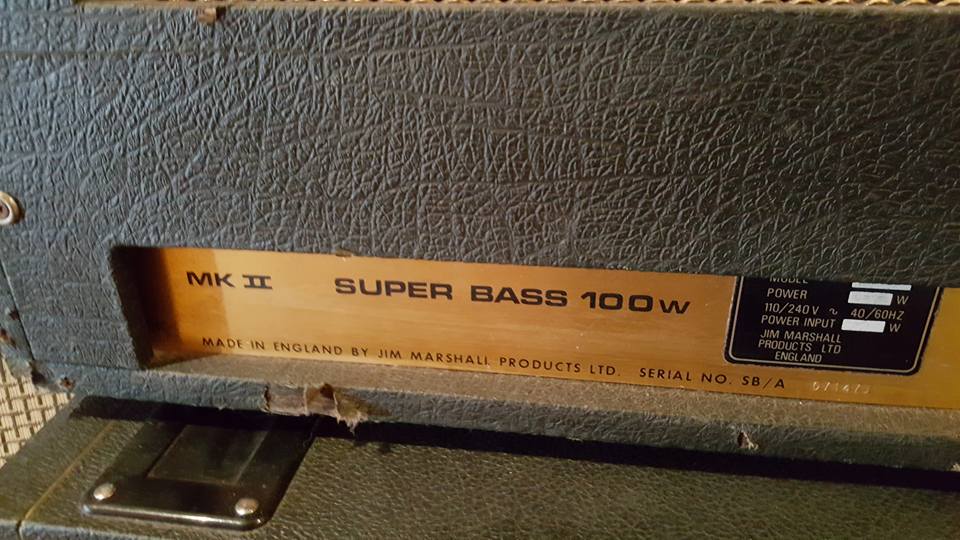 MK II SUPER BASS 100W
MADE IN ENGLAND BY JIM MARSHALL PRODUCTS LTD. SERIAL NO. SB/A
MODEL
POWER W
110/240V ~ 40/60HZ
POWER INPUT W
JIM MARSHALL
PRODUCTS LTD
ENGLAND